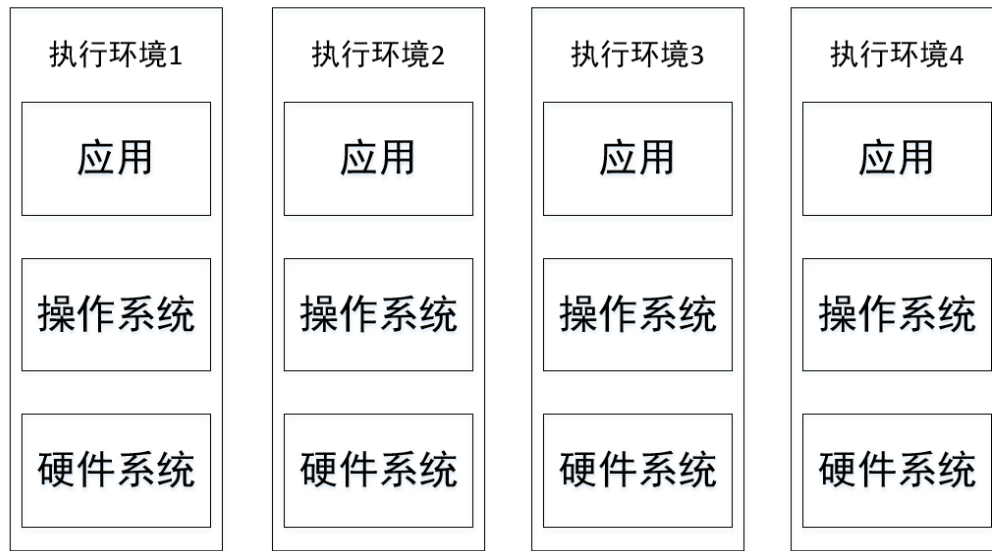 执行环境1
执行环境2
执行环境3
执行环境4
应用
应用
应用
应用
操作系统
操作系统
操作系统
操作系统
硬件系统
硬件系统
硬件系统
硬件系统